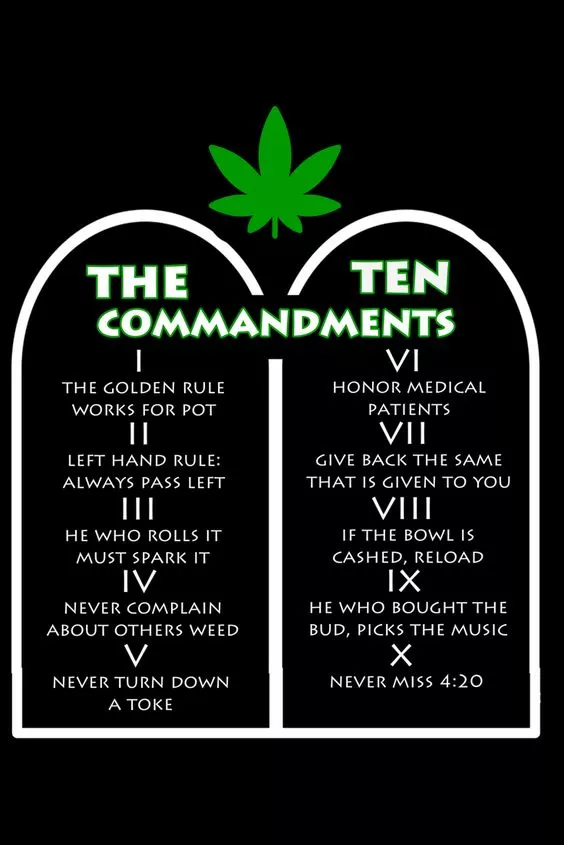 THE TEN
COMMANDMENTS
I
THE GOLDEN RULE
WORKS FOR POT
II
LEFT HAND RULE:
ALWAYS PASS LEFT
III
HE WHO ROLLS IT
MUST SPARK IT
IV
NEVER COMPLAIN
ABOUT OTHERS WEED
V
NEVER TURN DOWN
A TOKE
VI
HONOR MEDICAL
PATIENTS
VII
GIVE BACK THE SAME
THAT IS GIVEN TO YOU
VIII
IF THE BOWL IS
CASHED, RELOAD
IX
HE WHO BOUGHT THE
BUD, PICKS THE MUSIC
X
NEVER MISS 4:20